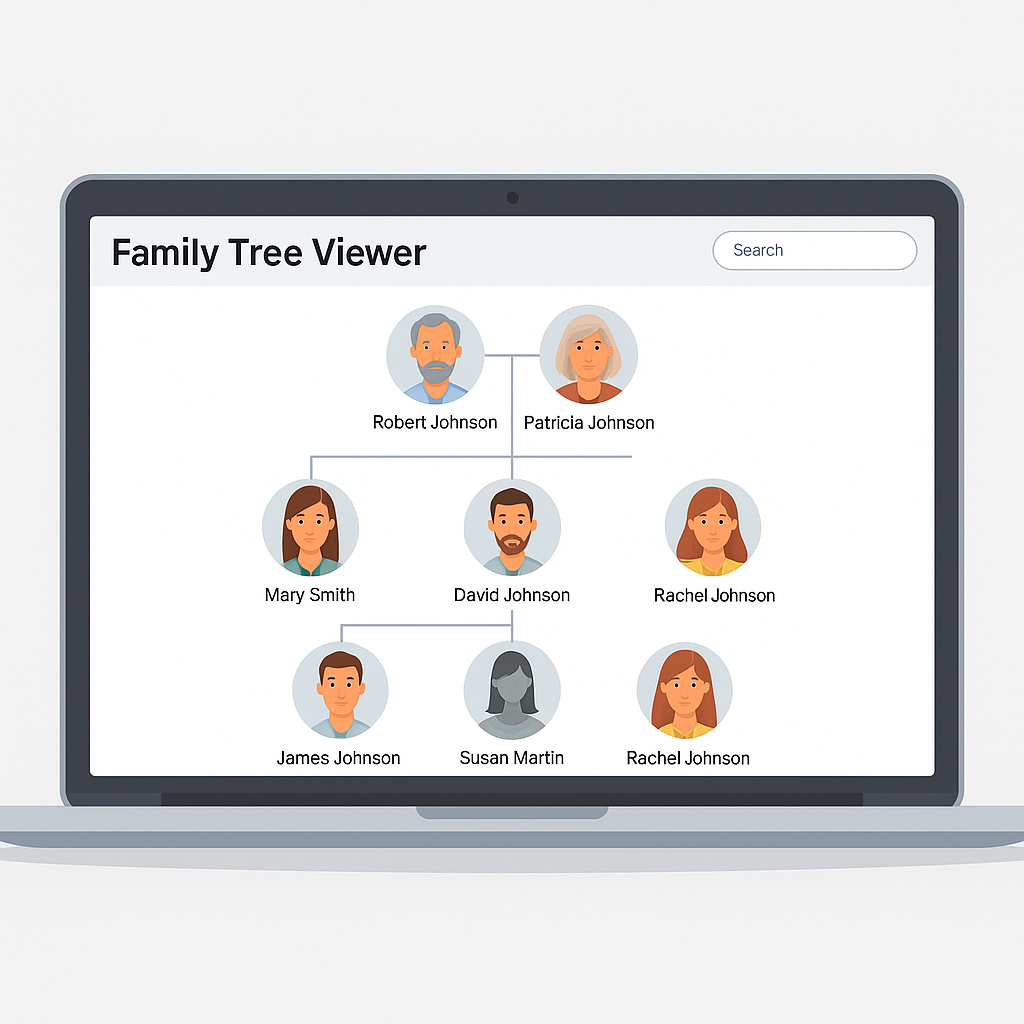 Family Tree Viewer
Search
Robert Johnson
Patricia Johnson
Mary Smith
David Johnson
Rachel Johnson
James Johnson
Susan Martin
Rachel Johnson